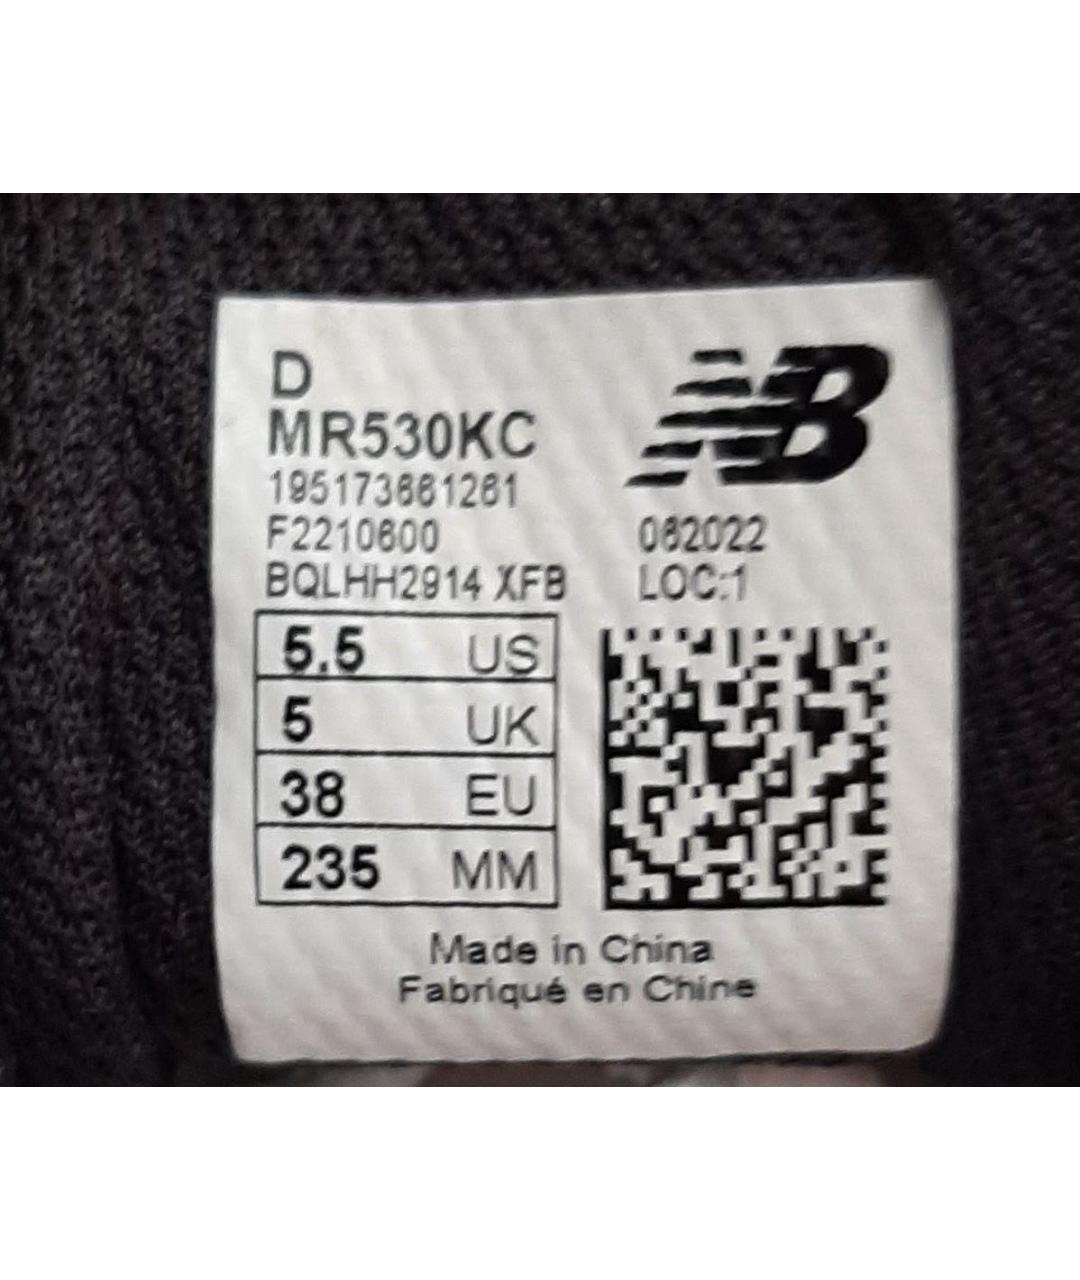 D
MR530KC
NB
195173661261
F2210600
062022
BQLHH2914 XFB
LOC:1
5.5 US
5 UK
38 EU
235 MM
Made in China
Fabriqué en Chine